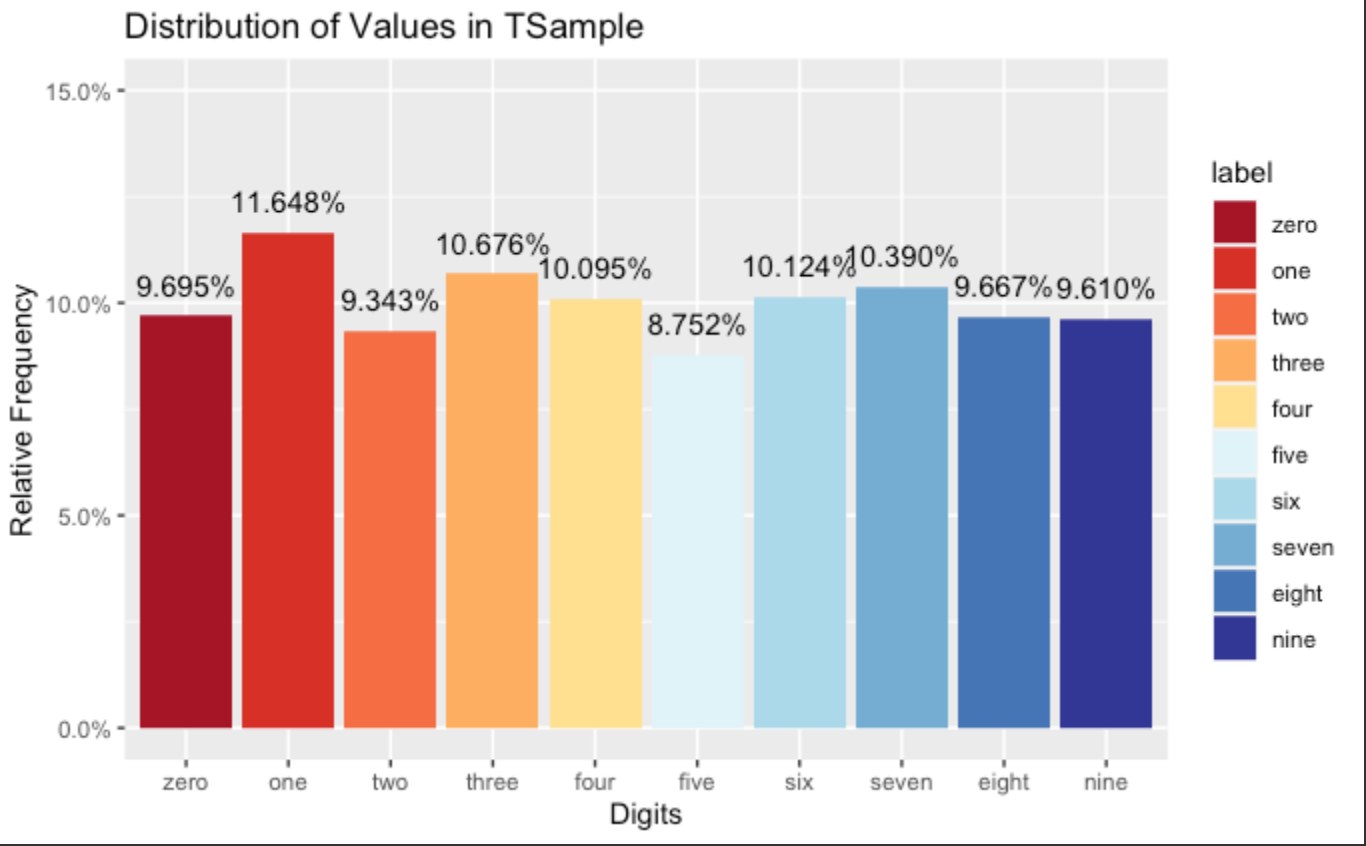 Distribution of Values in TSample
15.0%
10.0%
5.0%
0.0%
Relative Frequency
9.695%
11.648%
9.343%
10.676%
10.095%
8.752%
10.124%
10.390%
9.667%
9.610%
zero one two three four five six seven eight nine
Digits
label
zero
one
two
three
four
five
six
seven
eight
nine